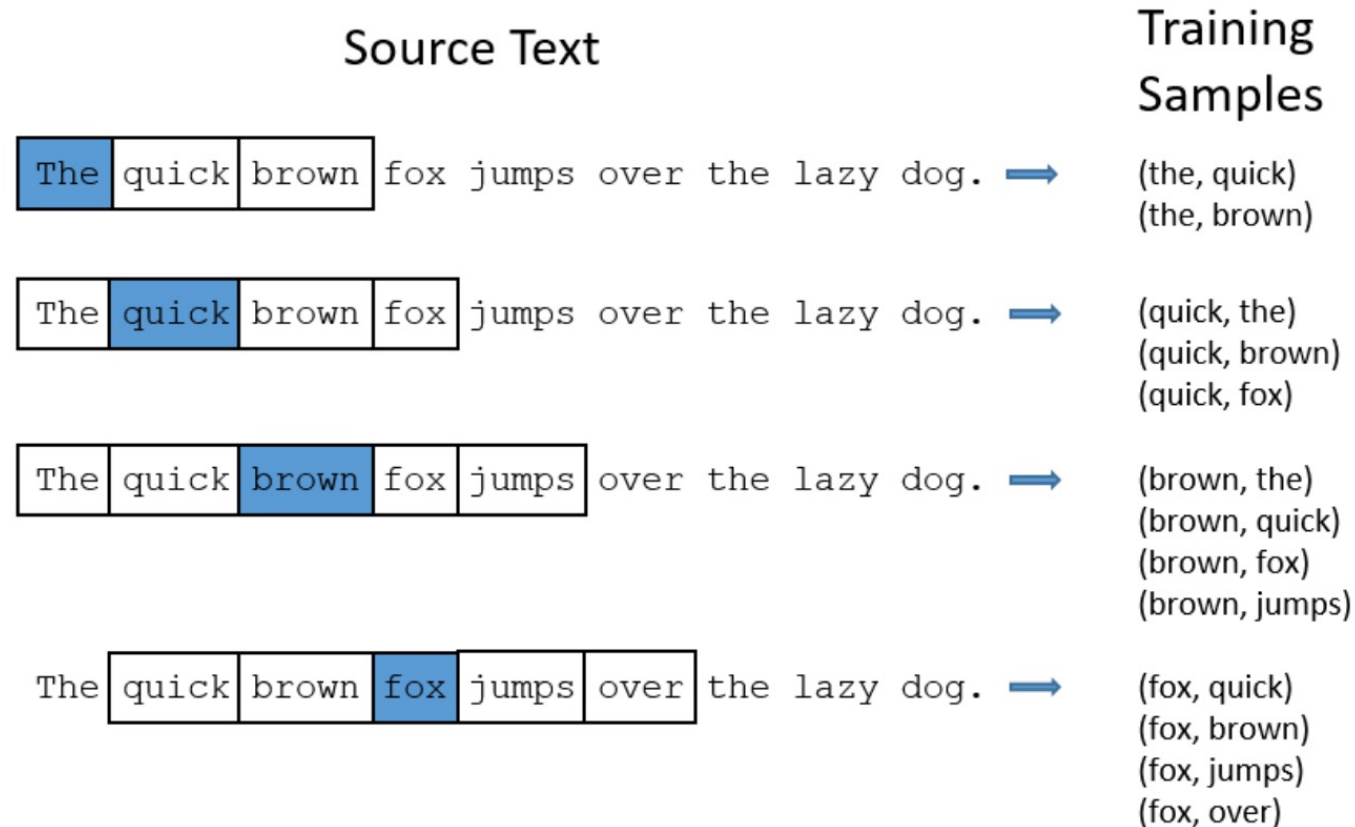 Source Text
Training
Samples
The quick brown fox jumps over the lazy dog.
(the, quick)
(the, brown)
The quick brown fox jumps over the lazy dog.
(quick, the)
(quick, brown)
(quick, fox)
The quick brown fox jumps over the lazy dog.
(brown, the)
(brown, quick)
(brown, fox)
(brown, jumps)
The quick brown fox jumps over the lazy dog.
(fox, quick)
(fox, brown)
(fox, jumps)
(fox, over)